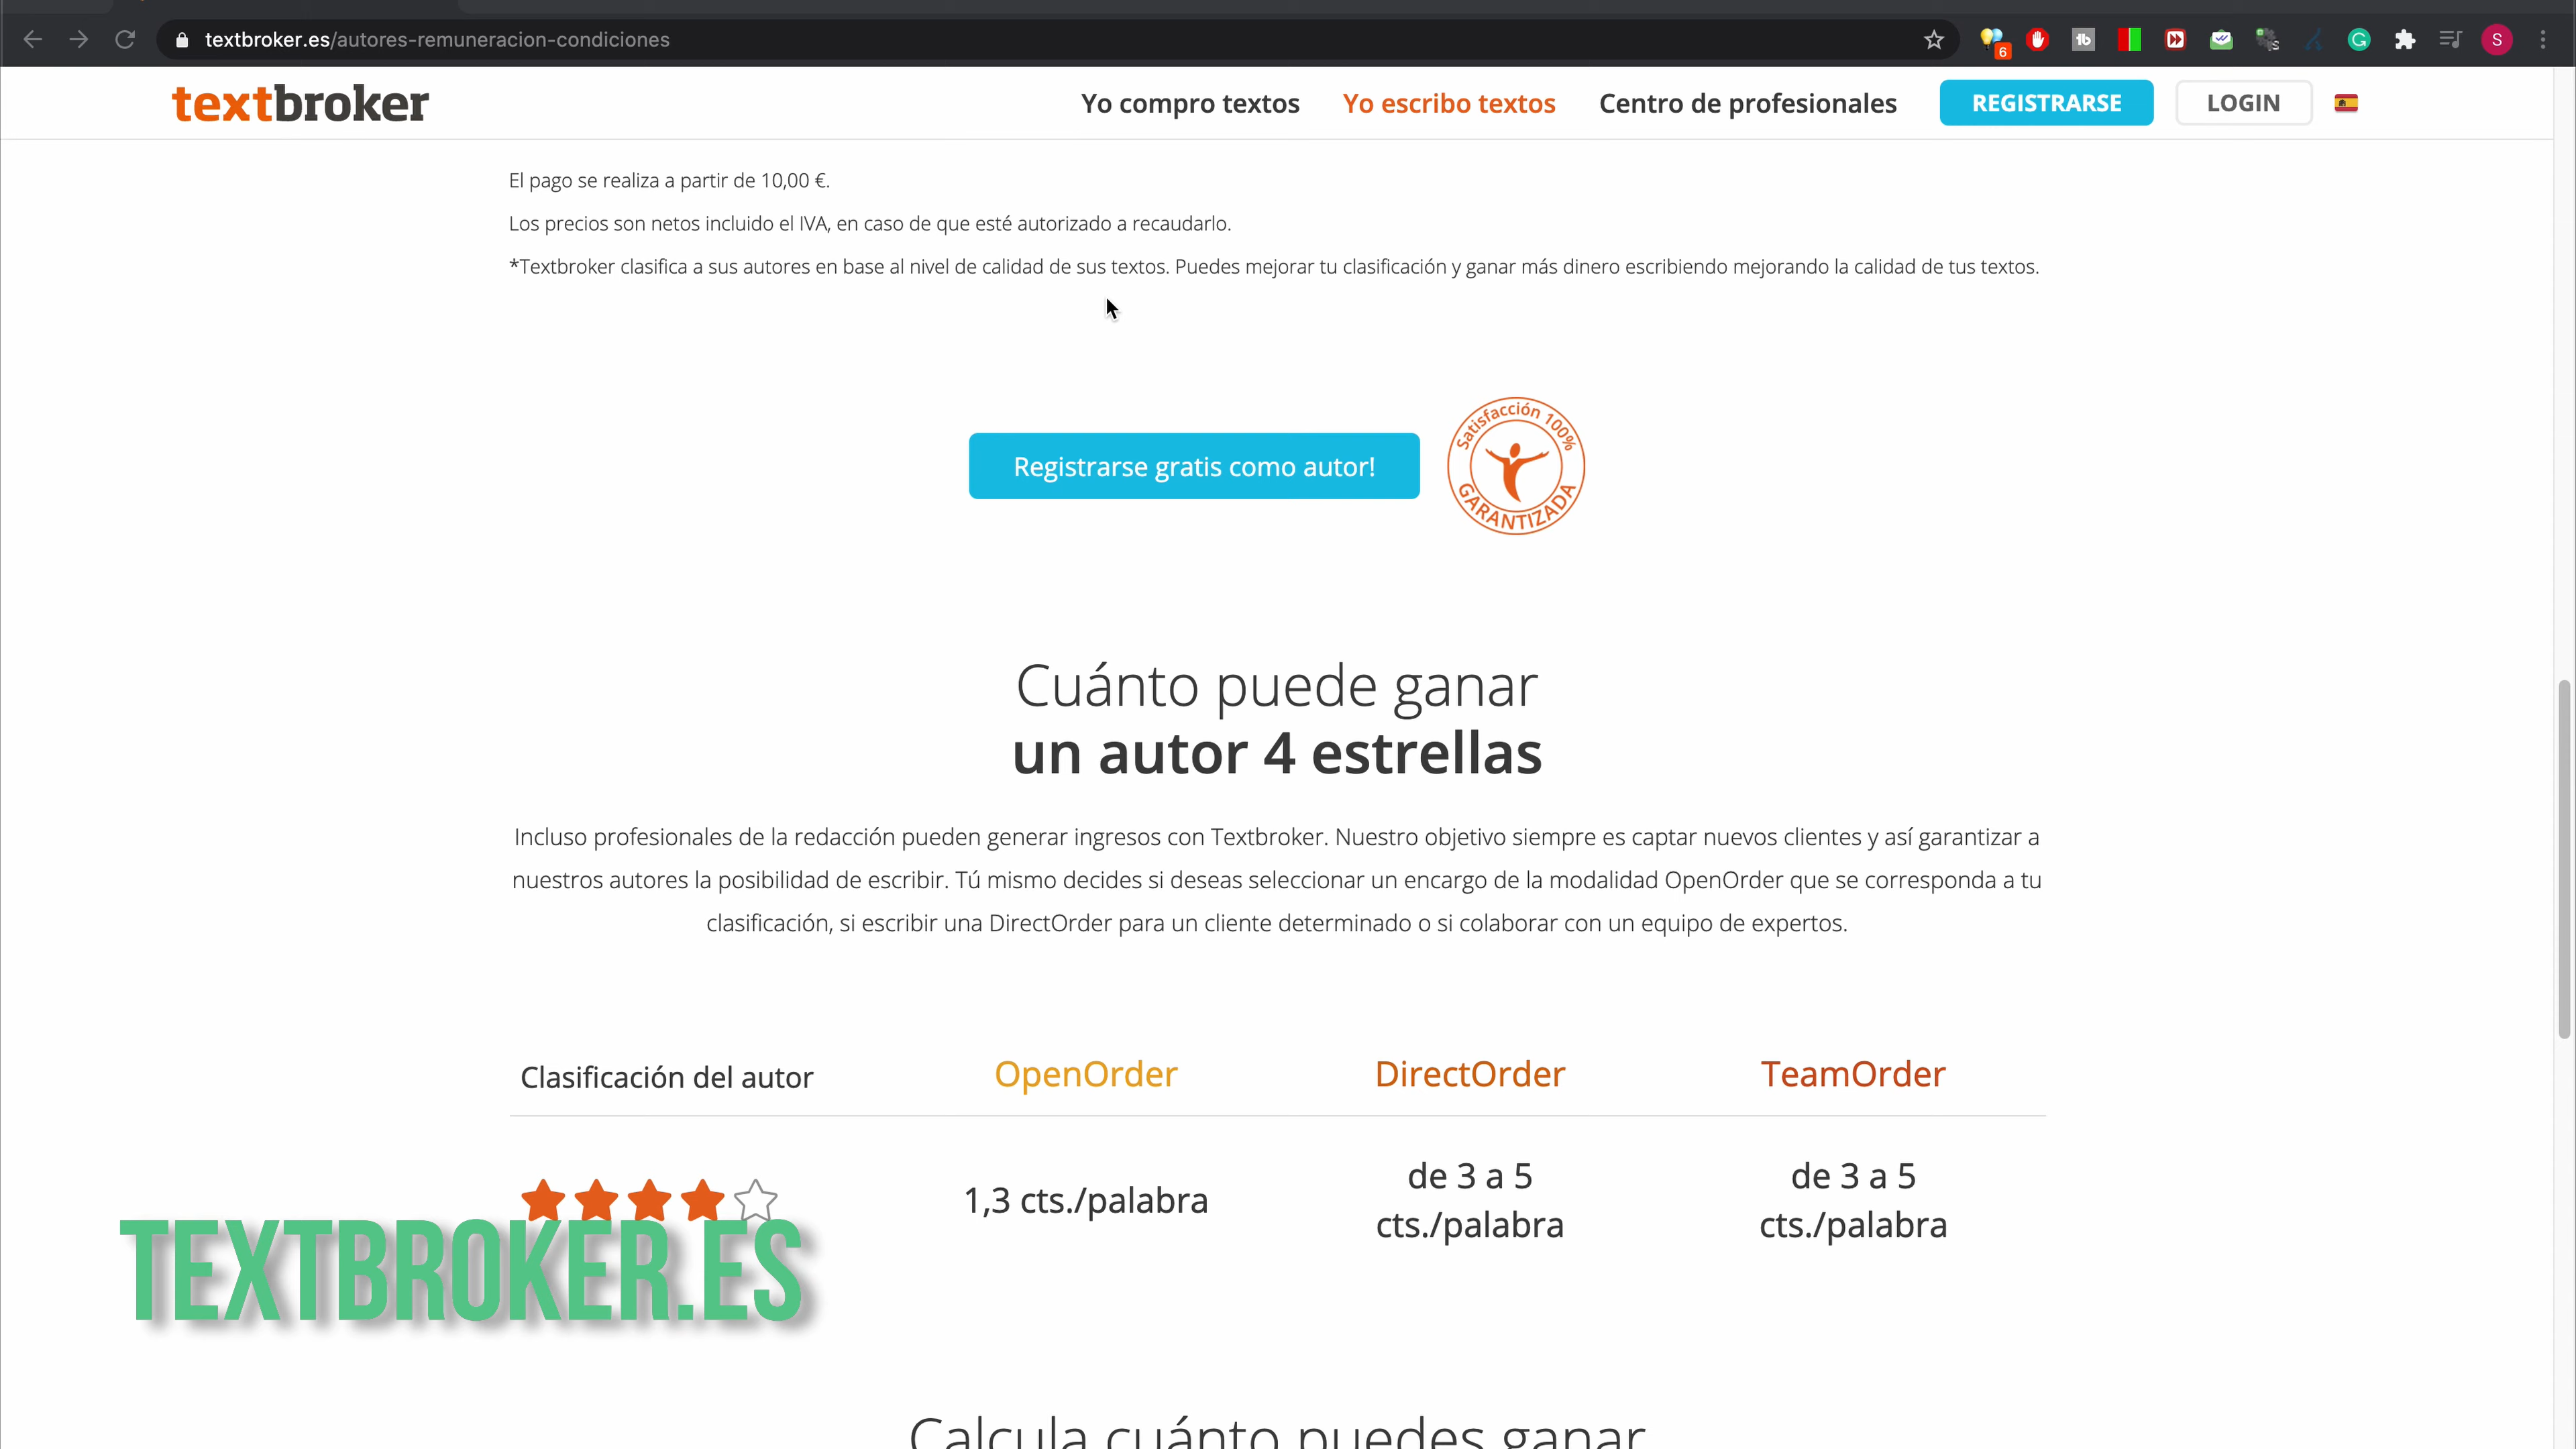 textbroker.es/autores-remuneracion-condiciones
6
S
textbroker
Yo compro textos
Yo escribo textos
Centro de profesionales
REGISTRARSE
LOGIN
El pago se realiza a partir de 10,00 €.
Los precios son netos incluido el IVA, en caso de que esté autorizado a recaudarlo.
*Textbroker clasifica a sus autores en base al nivel de calidad de sus textos. Puedes mejorar tu clasificación y ganar más dinero escribiendo mejorando la calidad de tus textos.
Registrarse gratis como autor!
Satisfacción 100%
GARANTIZADA
Cuánto puede ganar
un autor 4 estrellas
Incluso profesionales de la redacción pueden generar ingresos con Textbroker. Nuestro objetivo siempre es captar nuevos clientes y así garantizar a
nuestros autores la posibilidad de escribir. Tú mismo decides si deseas seleccionar un encargo de la modalidad OpenOrder que se corresponda a tu
clasificación, si escribir una DirectOrder para un cliente determinado o si colaborar con un equipo de expertos.
Clasificación del autor
OpenOrder
DirectOrder
TeamOrder
1,3 cts./palabra
de 3 a 5
cts./palabra
de 3 a 5
cts./palabra
TEXTBROKER.ES
Calcula cuánto puedes ganar